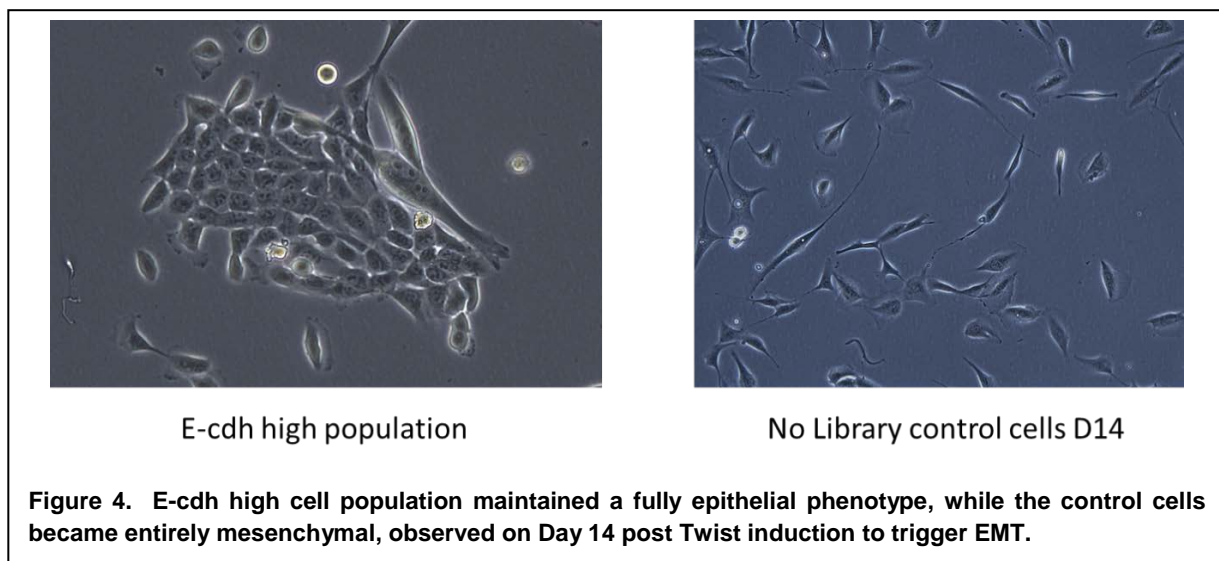 E-cdh high population
No Library control cells D14
Figure 4. E-cdh high cell population maintained a fully epithelial phenotype, while the control cells
became entirely mesenchymal, observed on Day 14 post Twist induction to trigger EMT.